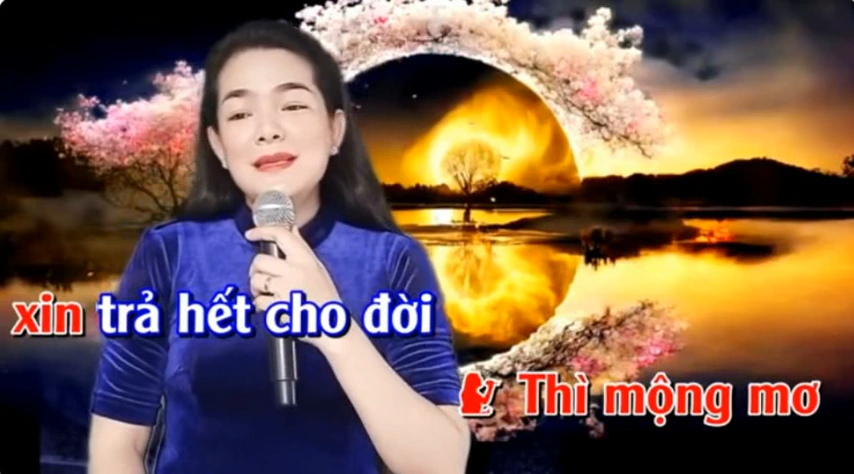 xin trả hết cho đời
Thì mộng mơ